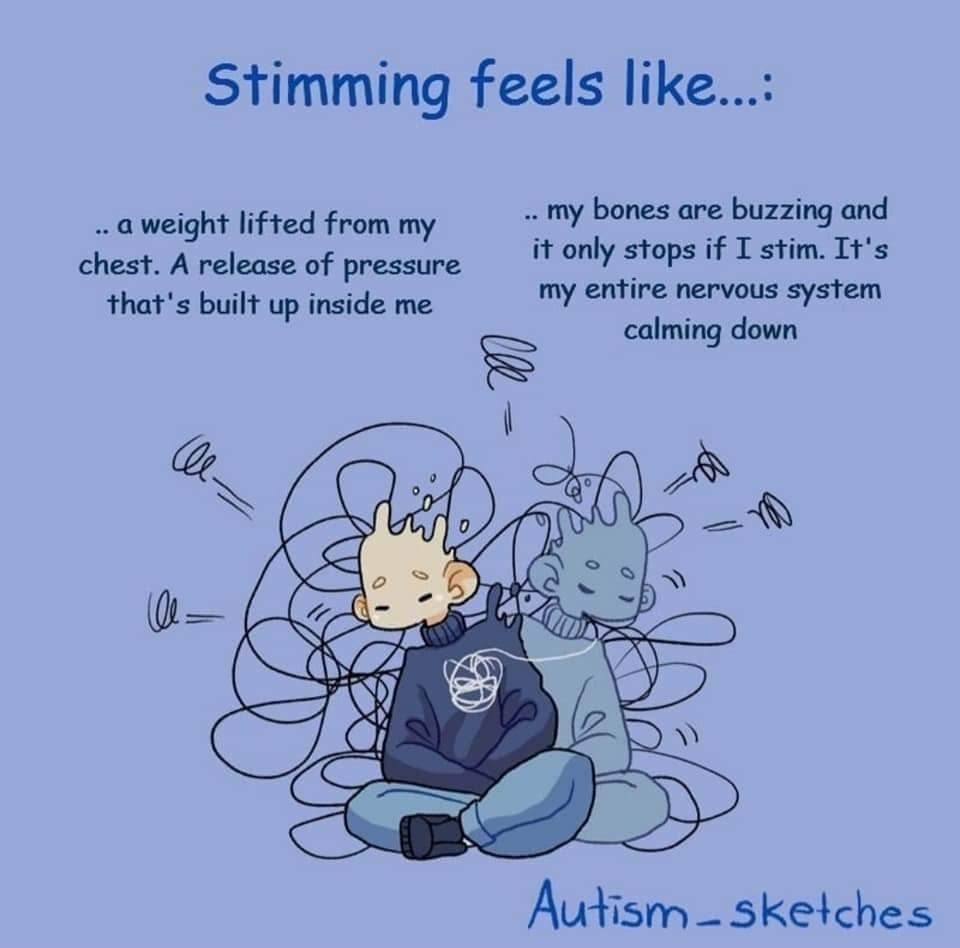 Stimming feels like...:
.. a weight lifted from my
chest. A release of pressure
that's built up inside me
.. my bones are buzzing and
it only stops if I stim. It's
my entire nervous system
calming down
Autism_sketches